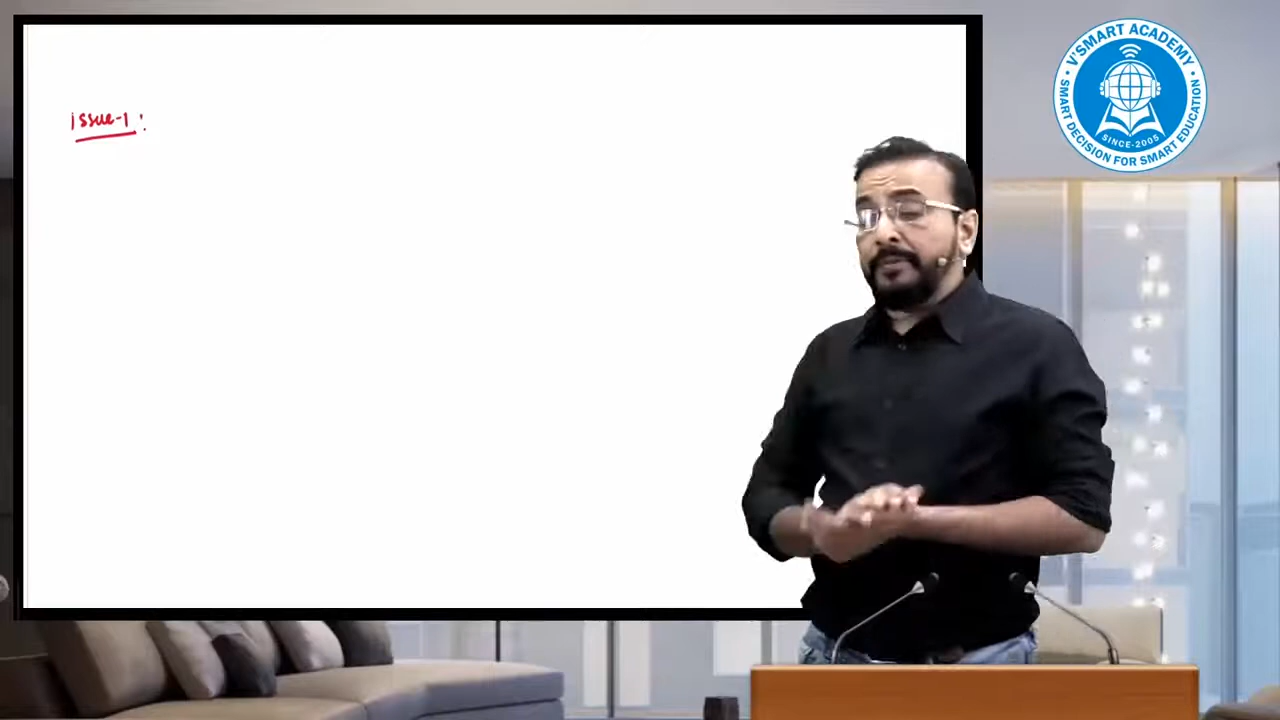 issue-1:
V'SMART ACADEMY
SMART DECISION FOR SMART EDUCATION
SINCE-2005